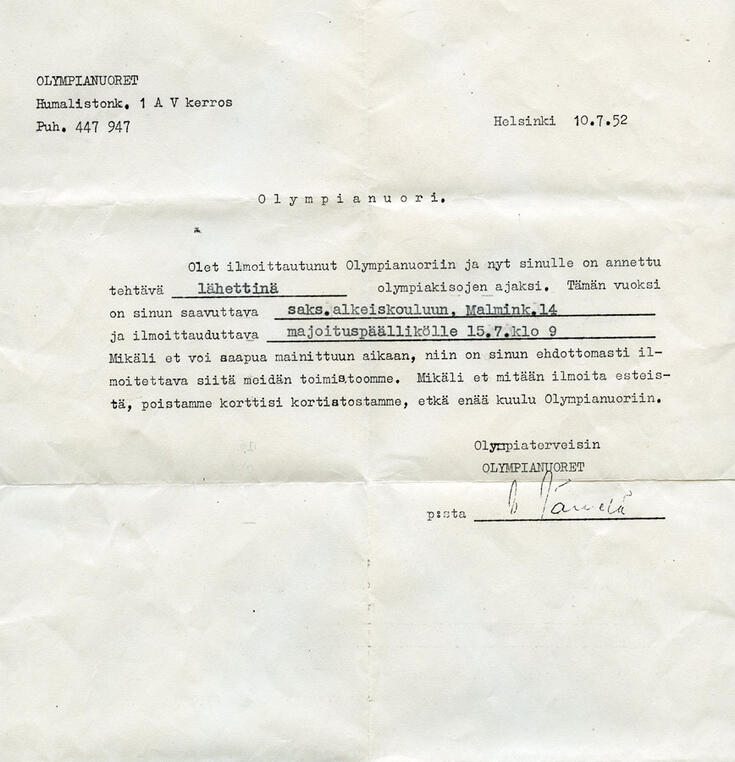 OLYMPIANUORET
Humalistonk. 1 A V kerros
Puh. 447 947
Helsinki 10.7.52
Olympianuori.
Olet ilmoittautunut Olympianuoriin ja nyt sinulle on annettu
tehtävä lähettinä olympiakisojen ajaksi. Tämän vuoksi
on sinun saavuttava saks.alkeiskouluun, Malmink.14
ja ilmoittauduttava majoituspäällikölle 15.7.klo 9
Mikäli et voi saapua mainittuun aikaan, niin on sinun ehdottomasti il-
moitettava siitä meidän toimistoomme. Mikäli et mitään ilmoita esteis-
tä, poistamme korttisi kortistostamme, etkä enää kuulu Olympianuoriin.
Olympiaterveisin
OLYMPIANUORET
p:sta